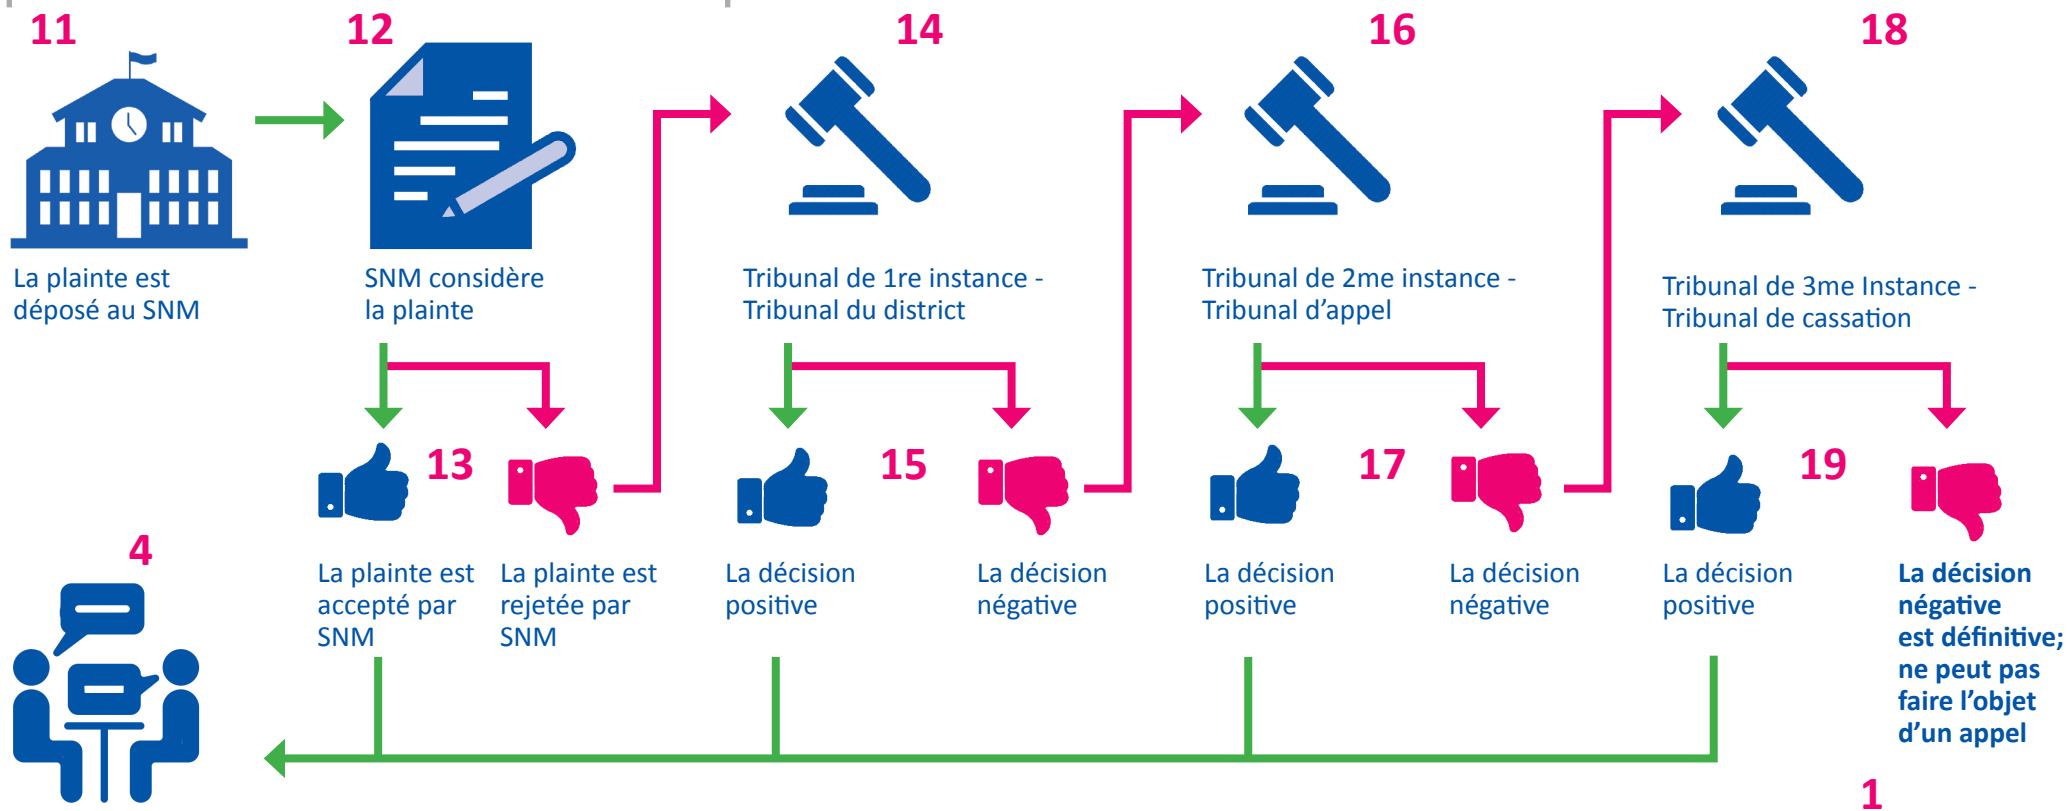 11
12
14
16
18
La plainte est
déposé au SNM
SNM considère
la plainte
Tribunal de 1re instance -
Tribunal du district
Tribunal de 2me instance -
Tribunal d’appel
Tribunal de 3me Instance -
Tribunal de cassation
13
15
17
19
4
La plainte est
accepté par
SNM
La plainte est
rejetée par
SNM
La décision
positive
La décision
négative
La décision
positive
La décision
négative
La décision
positive
La décision
négative
est définitive;
ne peut pas
faire l’objet
d’un appel
1